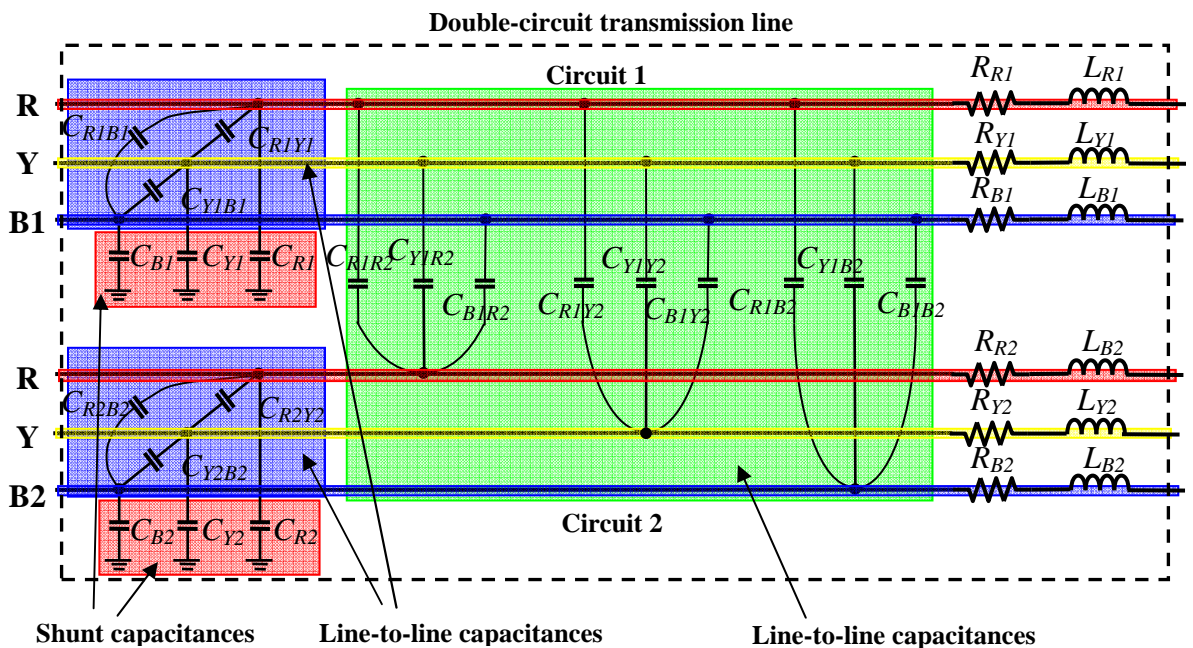 Double-circuit transmission line
Circuit 1
R_R1 L_R1
R
C_R1B1 C_R1Y1
R_Y1 L_Y1
Y
C_Y1B1
R_B1 L_B1
B1
C_B1 C_Y1 C_R1 C_R1R2 C_Y1R2 C_Y1Y2 C_Y1B2
C_B1R2 C_R1Y2 C_B1Y2 C_R1B2 C_B1B2
R_R2 L_B2
R
C_R2B2 C_R2Y2
R_Y2 L_Y2
Y
C_Y2B2
R_B2 L_B2
B2
Circuit 2
C_B2 C_Y2 C_R2
Shunt capacitances Line-to-line capacitances Line-to-line capacitances